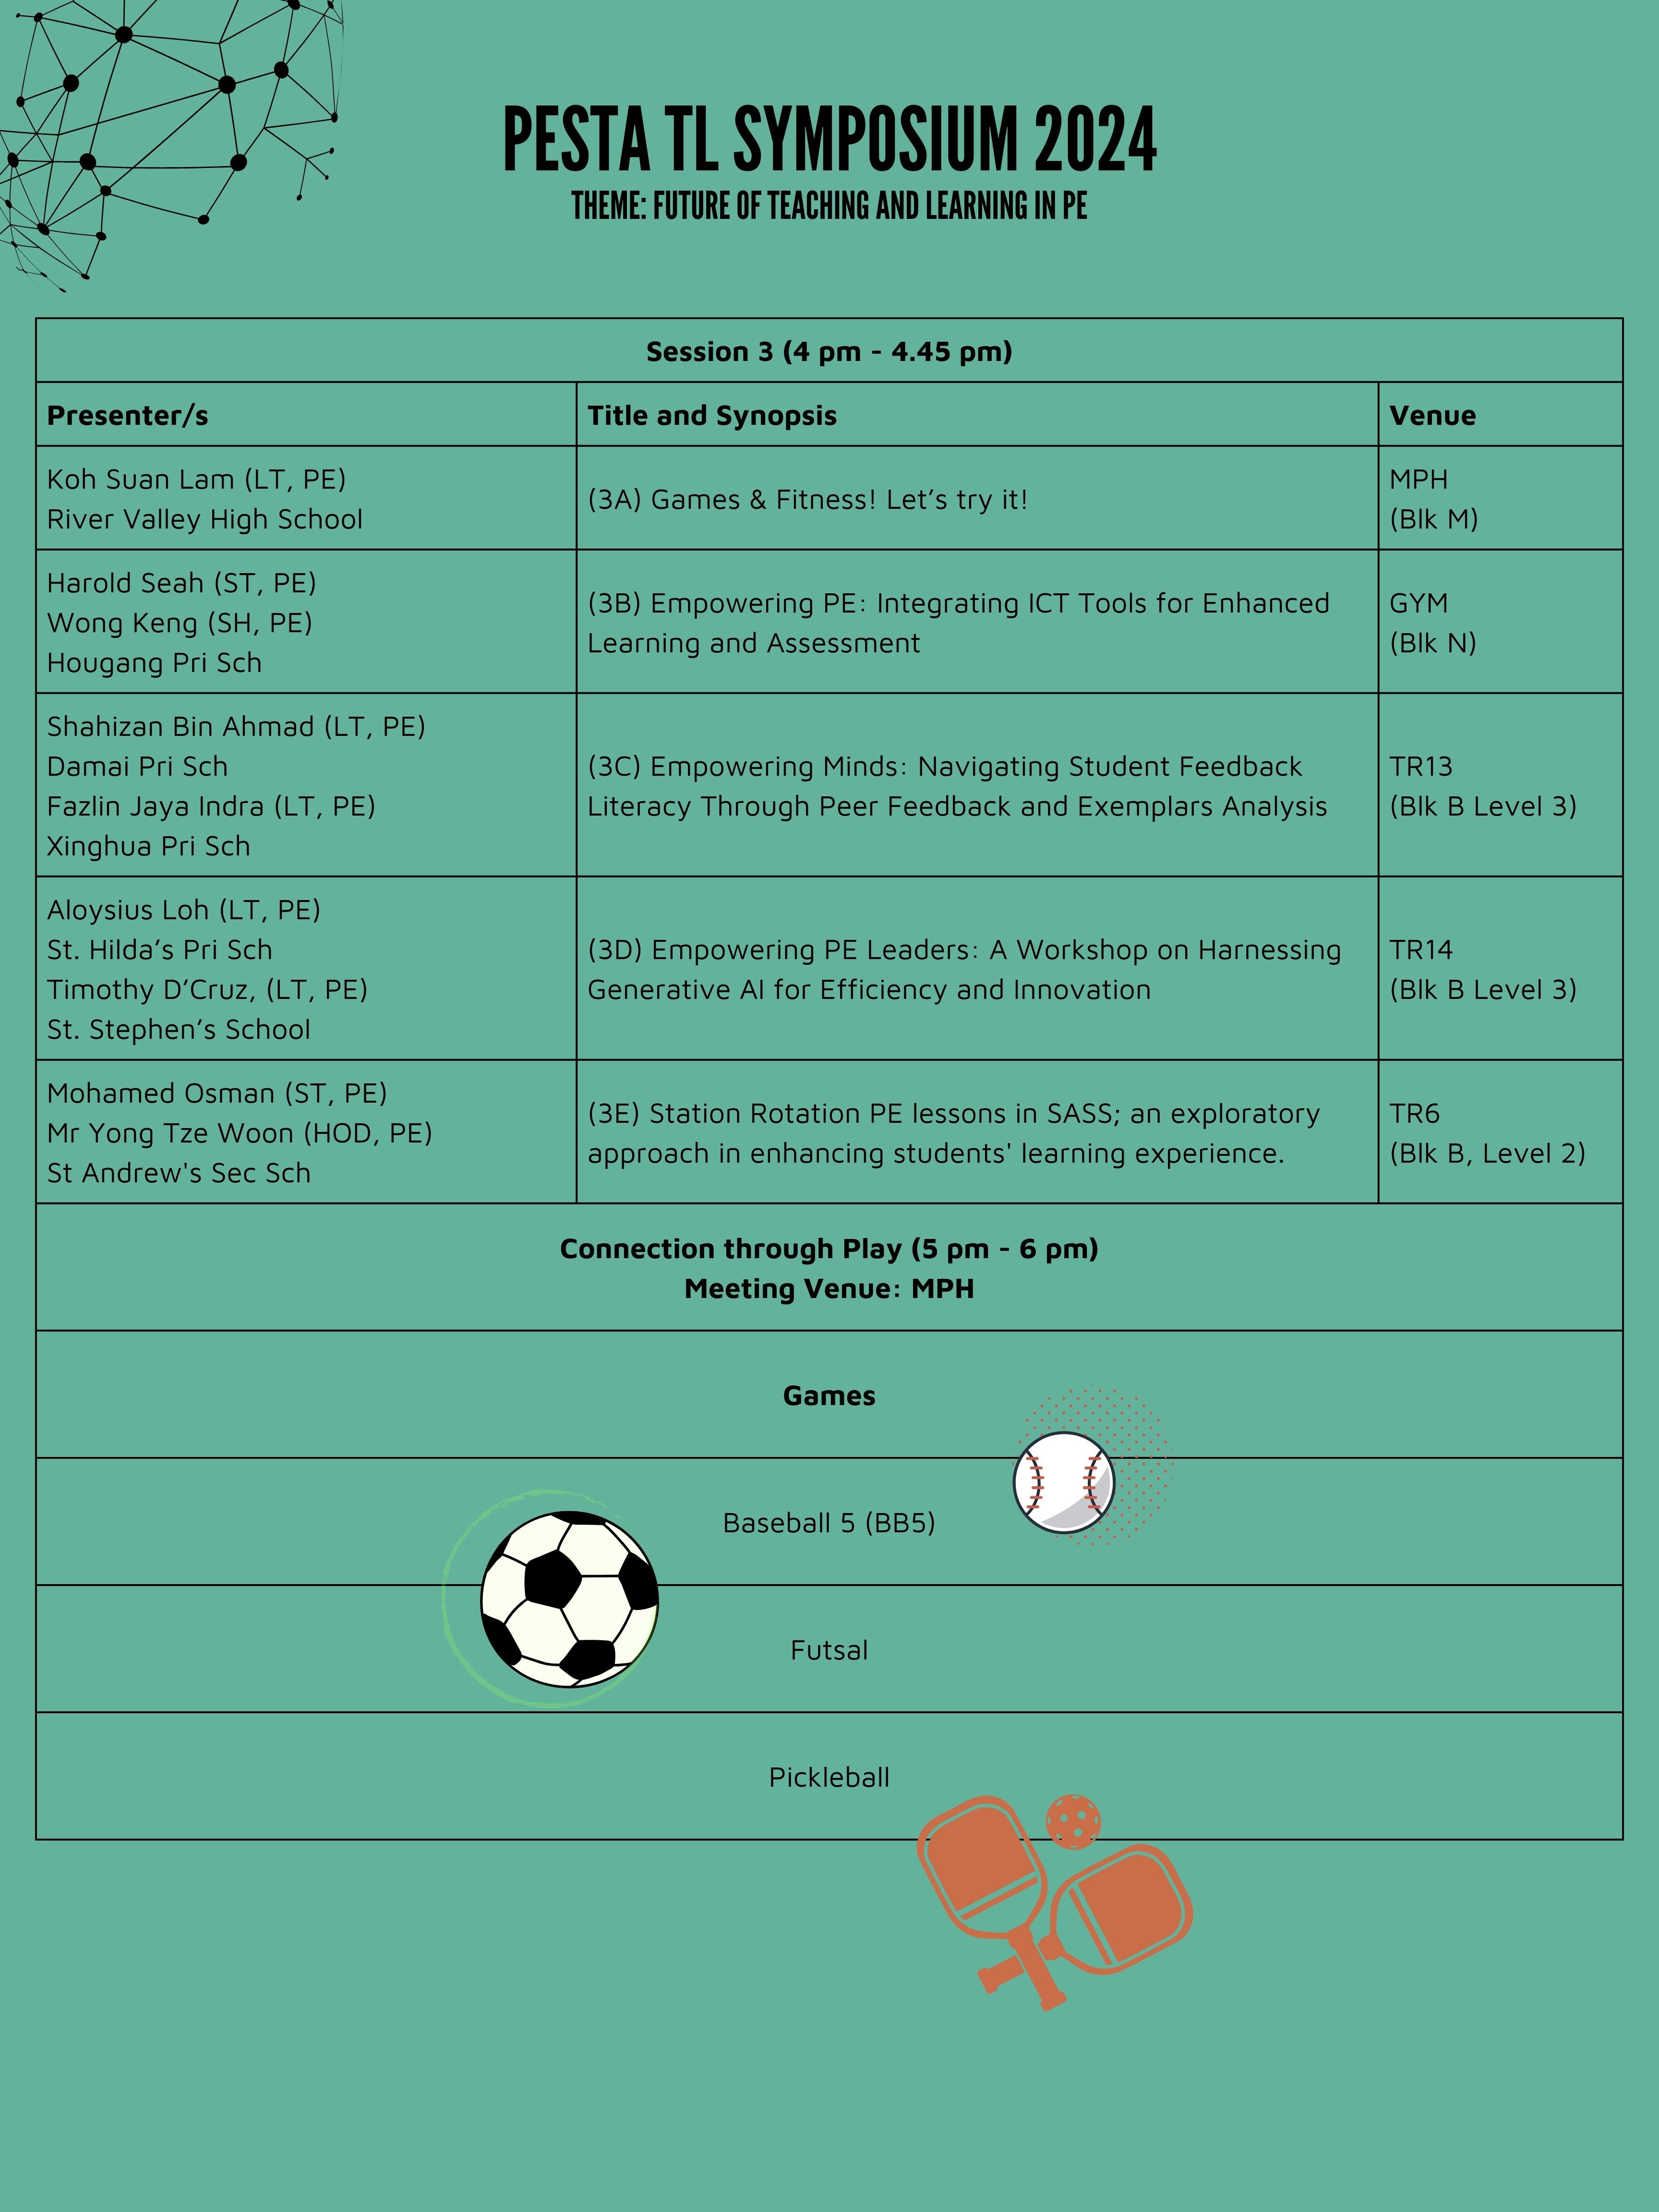 PESTA TL SYMPOSIUM 2024
THEME: FUTURE OF TEACHING AND LEARNING IN PE
Session 3 (4 pm - 4.45 pm)
Presenter/s
Title and Synopsis
Venue
Koh Suan Lam (LT, PE)
River Valley High School
(3A) Games & Fitness! Let’s try it!
MPH
(Blk M)
Harold Seah (ST, PE)
Wong Keng (SH, PE)
Hougang Pri Sch
(3B) Empowering PE: Integrating ICT Tools for Enhanced
Learning and Assessment
GYM
(Blk N)
Shahizan Bin Ahmad (LT, PE)
Damai Pri Sch
Fazlin Jaya Indra (LT, PE)
Xinghua Pri Sch
(3C) Empowering Minds: Navigating Student Feedback
Literacy Through Peer Feedback and Exemplars Analysis
TR13
(Blk B Level 3)
Aloysius Loh (LT, PE)
St. Hilda’s Pri Sch
Timothy D’Cruz, (LT, PE)
St. Stephen’s School
(3D) Empowering PE Leaders: A Workshop on Harnessing
Generative AI for Efficiency and Innovation
TR14
(Blk B Level 3)
Mohamed Osman (ST, PE)
Mr Yong Tze Woon (HOD, PE)
St Andrew's Sec Sch
(3E) Station Rotation PE lessons in SASS; an exploratory
approach in enhancing students' learning experience.
TR6
(Blk B, Level 2)
Connection through Play (5 pm - 6 pm)
Meeting Venue: MPH
Games
Baseball 5 (BB5)
Futsal
Pickleball